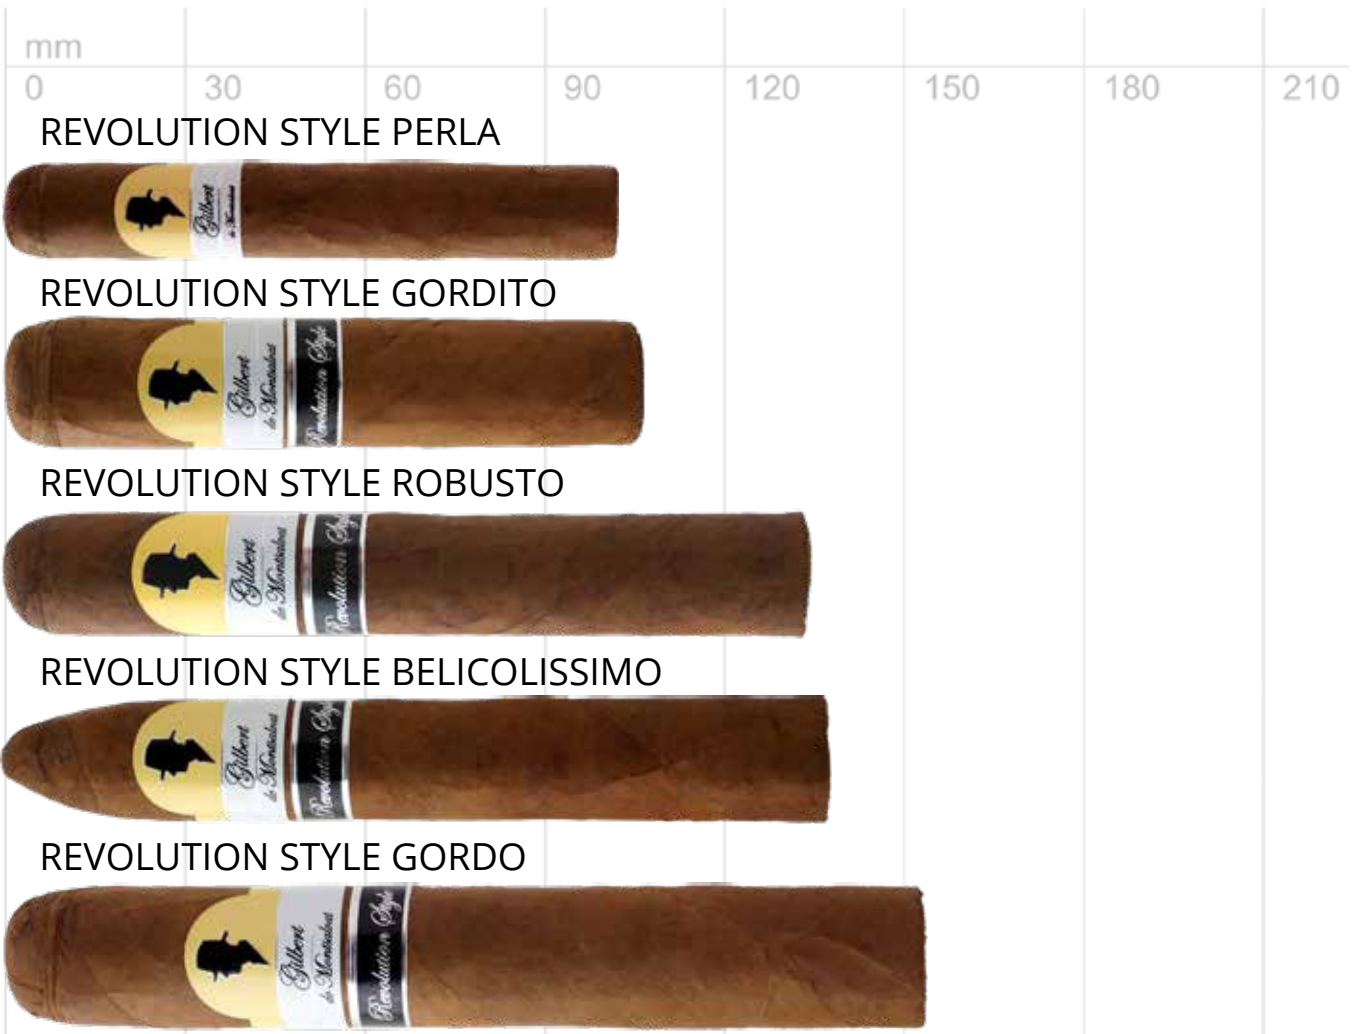 mm
0 30 60 90 120 150 180 210
REVOLUTION STYLE PERLA
Gilbert
de Montsalvat
REVOLUTION STYLE GORDITO
Gilbert
de Montsalvat
Revolution Style
REVOLUTION STYLE ROBUSTO
Gilbert
de Montsalvat
Revolution Style
REVOLUTION STYLE BELICOLISSIMO
Gilbert
de Montsalvat
Revolution Style
REVOLUTION STYLE GORDO
Gilbert
de Montsalvat
Revolution Style